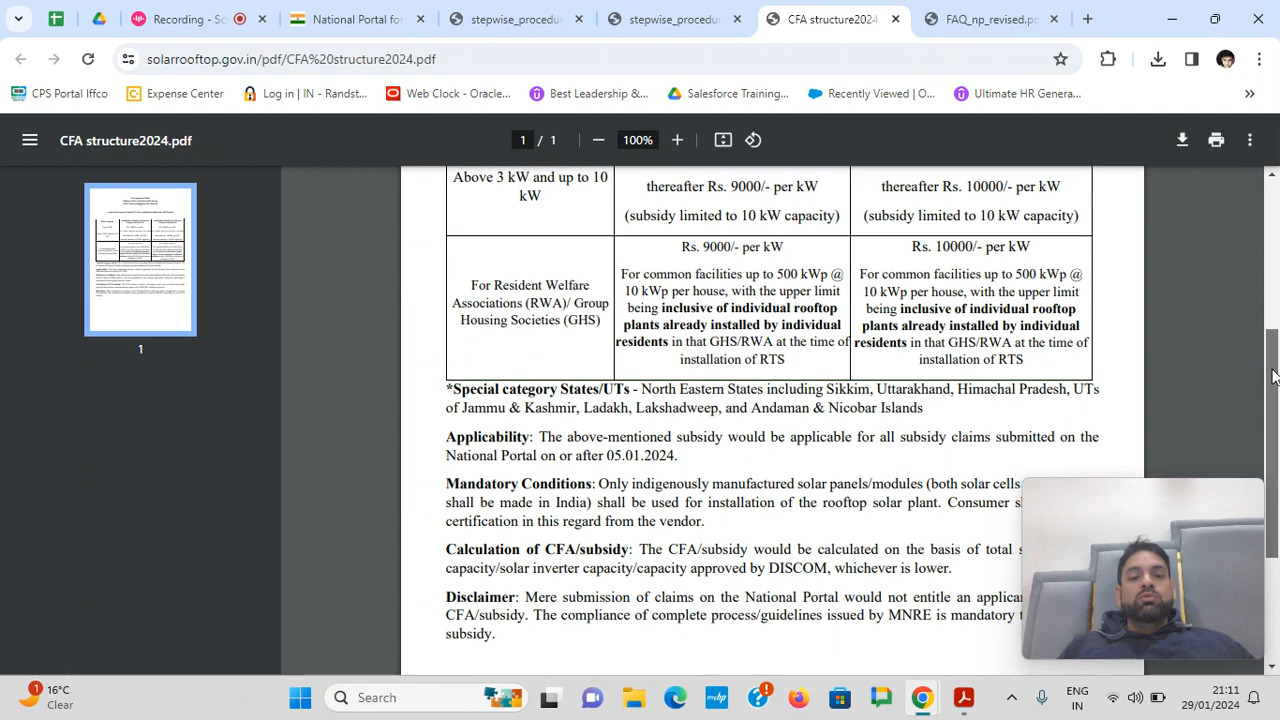 Recording - Sc
National Portal for
stepwise_procedur
stepwise_procedur
CFA structure2024
FAQ_np_revised.pd
solarrooftop.gov.in/pdf/CFA%20structure2024.pdf
CPS Portal Iffco
Expense Center
Log in | IN - Randst...
Web Clock - Oracle...
Best Leadership &...
Salesforce Training...
Recently Viewed | O...
Ultimate HR Genera...
CFA structure2024.pdf
1 / 1
100%
1
Above 3 kW and up to 10
kW
thereafter Rs. 9000/- per kW
(subsidy limited to 10 kW capacity)
thereafter Rs. 10000/- per kW
(subsidy limited to 10 kW capacity)
For Resident Welfare
Associations (RWA)/ Group
Housing Societies (GHS)
Rs. 9000/- per kW
For common facilities up to 500 kWp @
10 kWp per house, with the upper limit
being inclusive of individual rooftop
plants already installed by individual
residents in that GHS/RWA at the time of
installation of RTS
Rs. 10000/- per kW
For common facilities up to 500 kWp @
10 kWp per house, with the upper limit
being inclusive of individual rooftop
plants already installed by individual
residents in that GHS/RWA at the time of
installation of RTS
*Special category States/UTs - North Eastern States including Sikkim, Uttarakhand, Himachal Pradesh, UTs
of Jammu & Kashmir, Ladakh, Lakshadweep, and Andaman & Nicobar Islands
Applicability: The above-mentioned subsidy would be applicable for all subsidy claims submitted on the
National Portal on or after 05.01.2024.
Mandatory Conditions: Only indigenously manufactured solar panels/modules (both solar cells
shall be made in India) shall be used for installation of the rooftop solar plant. Consumer
certification in this regard from the vendor.
Calculation of CFA/subsidy: The CFA/subsidy would be calculated on the basis of total
capacity/solar inverter capacity/capacity approved by DISCOM, whichever is lower.
Disclaimer: Mere submission of claims on the National Portal would not entitle an
CFA/subsidy. The compliance of complete process/guidelines issued by MNRE is mandatory
subsidy.
1
16°C
Clear
Search
ENG
IN
21:11
29/01/2024